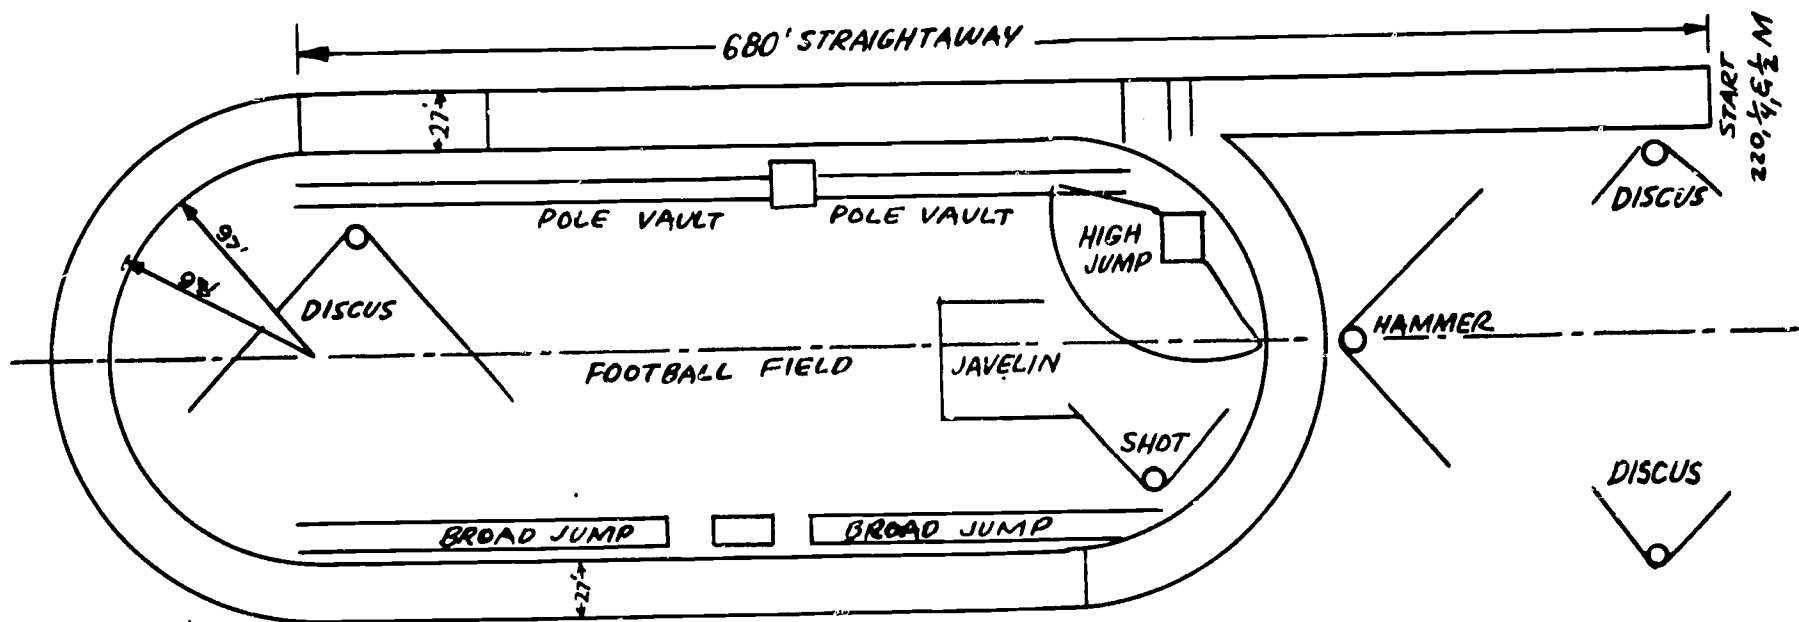 680' STRAIGHTAWAY
START
220, ¼, & ½ M
27'
POLE VAULT
POLE VAULT
DISCUS
HIGH
JUMP
97'
DISCUS
HAMMER
FOOTBALL FIELD
JAVELIN
SHOT
DISCUS
BROAD JUMP
BROAD JUMP
27'